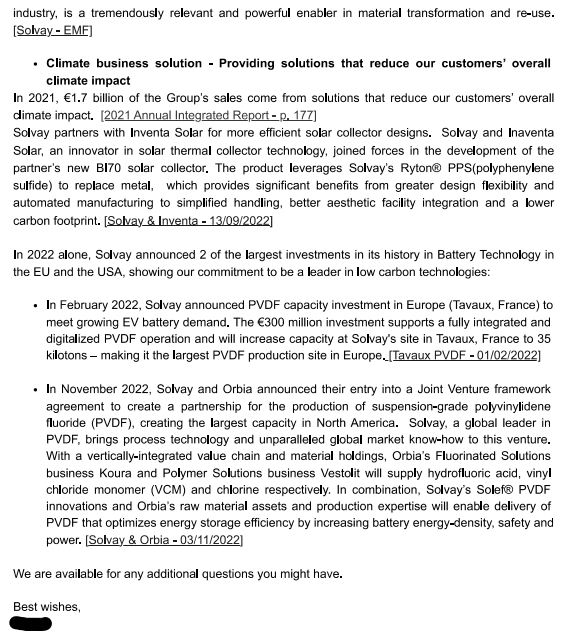 industry, is a tremendously relevant and powerful enabler in material transformation and re-use.
[Solvay - EMF]
• Climate business solution - Providing solutions that reduce our customers' overall
climate impact
In 2021, €1.7 billion of the Group's sales come from solutions that reduce our customers' overall
climate impact. [2021 Annual Integrated Report - p. 177]
Solvay partners with Inventa Solar for more efficient solar collector designs. Solvay and Inaventa
Solar, an innovator in solar thermal collector technology, joined forces in the development of the
partner's new BI70 solar collector. The product leverages Solvay's Ryton® PPS(polyphenylene
sulfide) to replace metal, which provides significant benefits from greater design flexibility and
automated manufacturing to simplified handling, better aesthetic facility integration and a lower
carbon footprint. [Solvay & Inventa - 13/09/2022]
In 2022 alone, Solvay announced 2 of the largest investments in its history in Battery Technology in
the EU and the USA, showing our commitment to be a leader in low carbon technologies:
• In February 2022, Solvay announced PVDF capacity investment in Europe (Tavaux, France) to
meet growing EV battery demand. The €300 million investment supports a fully integrated and
digitalized PVDF operation and will increase capacity at Solvay's site in Tavaux, France to 35
kilotons – making it the largest PVDF production site in Europe. [Tavaux PVDF - 01/02/2022]
• In November 2022, Solvay and Orbia announced their entry into a Joint Venture framework
agreement to create a partnership for the production of suspension-grade polyvinylidene
fluoride (PVDF), creating the largest capacity in North America. Solvay, a global leader in
PVDF, brings process technology and unparalleled global market know-how to this venture.
With a vertically-integrated value chain and material holdings, Orbia's Fluorinated Solutions
business Koura and Polymer Solutions business Vestolit will supply hydrofluoric acid, vinyl
chloride monomer (VCM) and chlorine respectively. In combination, Solvay's Solef® PVDF
innovations and Orbia's raw material assets and production expertise will enable delivery of
PVDF that optimizes energy storage efficiency by increasing battery energy-density, safety and
power. [Solvay & Orbia - 03/11/2022]
We are available for any additional questions you might have.
Best wishes,